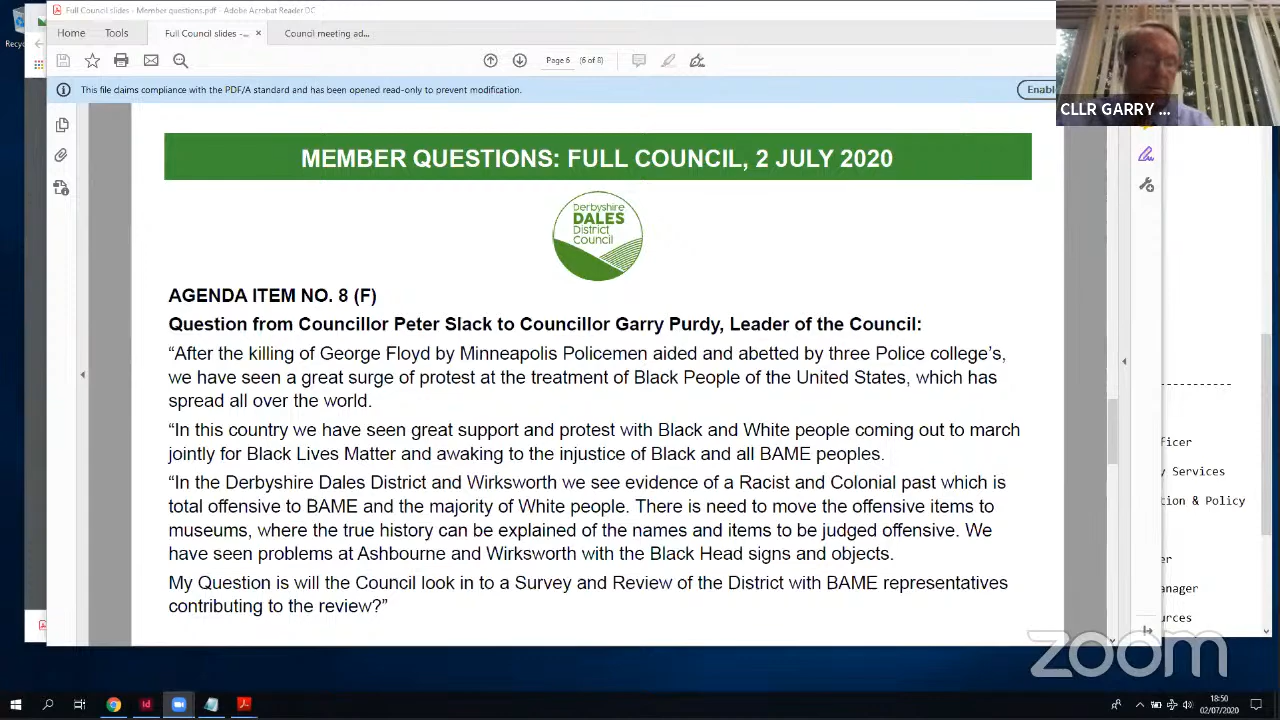 Full Council slides - Member questions.pdf - Adobe Acrobat Reader DC
Home Tools Full Council slides -... × Council meeting ad...
Page 6 (6 of 8)
This file claims compliance with the PDF/A standard and has been opened read-only to prevent modification.
Enable
CLLR GARRY ...
MEMBER QUESTIONS: FULL COUNCIL, 2 JULY 2020
Derbyshire
DALES
District
Council
AGENDA ITEM NO. 8 (F)
Question from Councillor Peter Slack to Councillor Garry Purdy, Leader of the Council:
“After the killing of George Floyd by Minneapolis Policemen aided and abetted by three Police college’s,
we have seen a great surge of protest at the treatment of Black People of the United States, which has
spread all over the world.
“In this country we have seen great support and protest with Black and White people coming out to march
jointly for Black Lives Matter and awaking to the injustice of Black and all BAME peoples.
“In the Derbyshire Dales District and Wirksworth we see evidence of a Racist and Colonial past which is
total offensive to BAME and the majority of White people. There is need to move the offensive items to
museums, where the true history can be explained of the names and items to be judged offensive. We
have seen problems at Ashbourne and Wirksworth with the Black Head signs and objects.
My Question is will the Council look in to a Survey and Review of the District with BAME representatives
contributing to the review?”
ficer
y Services
tion & Policy
er
anager
urces
zoom
18:50
02/07/2020